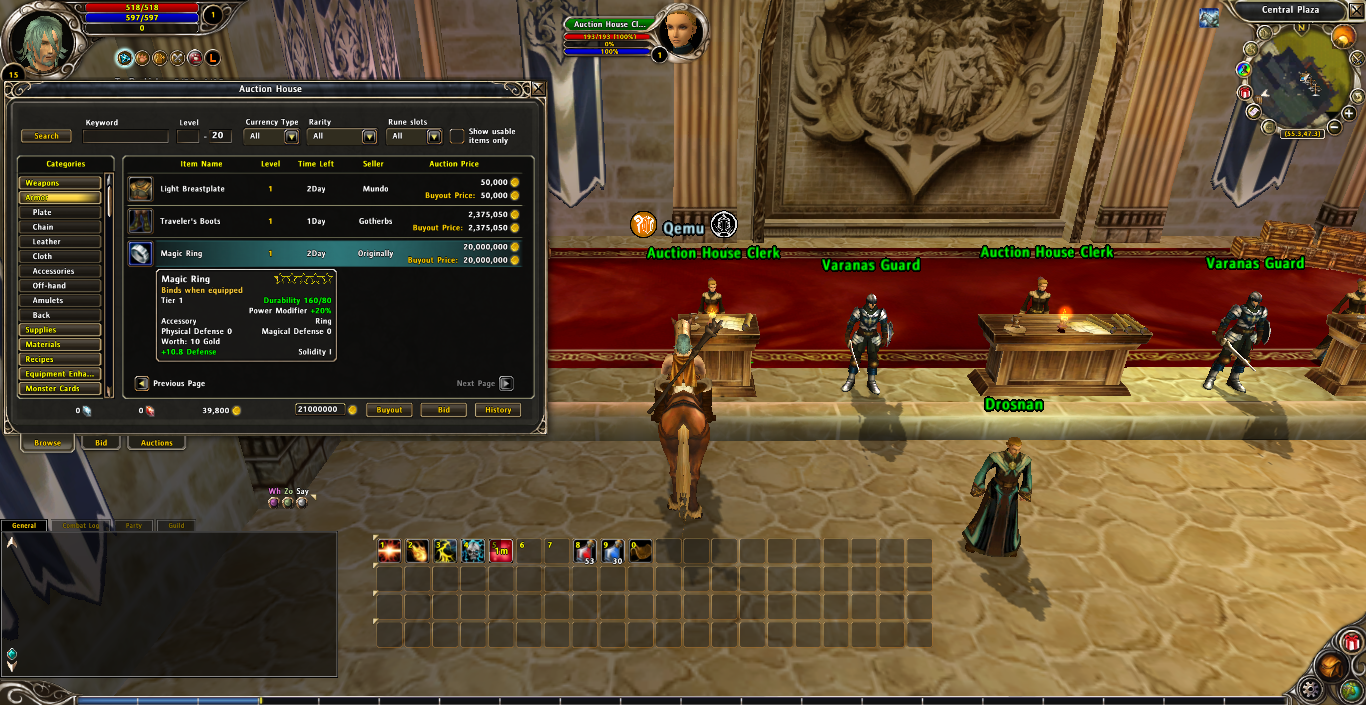 518/518
597/597
0
1
15
L
Auction House Cl...
193/193 (100%)
0%
100%
1
Central Plaza
N
(55.3,47.3)
Auction House
Search
Keyword
Level
- 20
Currency Type
All
Rarity
All
Rune slots
All
Show usable
items only
Categories
Weapons
Armor
Plate
Chain
Leather
Cloth
Accessories
Off-hand
Amulets
Back
Supplies
Materials
Recipes
Equipment Enha...
Monster Cards
Item Name Level Time Left Seller Auction Price
Light Breastplate 1 2Day Mundo 50,000
Buyout Price: 50,000
Traveler's Boots 1 1Day Gotherbs 2,375,050
Buyout Price: 2,375,050
Magic Ring 1 2Day Originally 20,000,000
Buyout Price: 20,000,000
Magic Ring
Binds when equipped
Tier 1 Durability 160/80
Power Modifier +20%
Accessory Ring
Physical Defense 0 Magical Defense 0
Worth: 10 Gold
+10.8 Defense Solidity I
Previous Page
Next Page
0
0
39,800
21000000
Buyout
Bid
History
Browse
Bid
Auctions
Qemu
Auction House Clerk
Varanas Guard
Auction House Clerk
Varanas Guard
Drosnan
Wh Zo Say
General
Combat Log
Party
Guild
1 2 3 4 5 6 7 8 9 0
1m
53
30